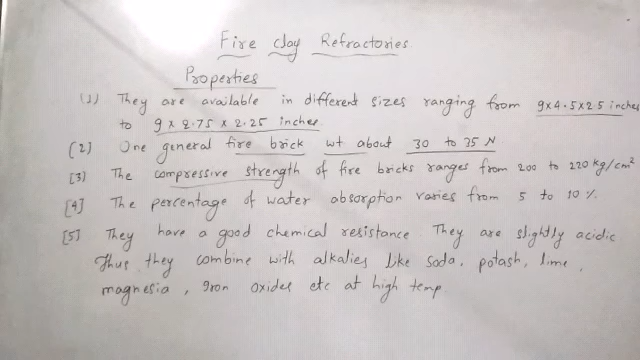 Fire clay Refractories
Properties
(1) They are available in different sizes ranging from 9x4.5x2.5 inches
to 9 x 2.75 x 2.25 inches
(2) One general fire brick wt about 30 to 35 N
[3] The compressive strength of fire bricks ranges from 200 to 220 kg/cm²
[4] The percentage of water absorption varies from 5 to 10 %
[5] They have a good chemical resistance. They are slightly acidic
Thus they combine with alkalies like soda, potash, lime,
magnesia, Iron oxides etc at high temp.